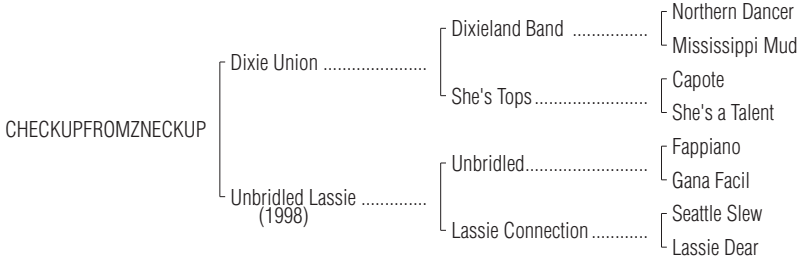 Northern Dancer
Dixieland Band ................
Mississippi Mud
Dixie Union ......................
Capote
She's Tops ........................
She's a Talent
CHECKUPFROMZNECKUP
Fappiano
Unbridled..........................
Gana Facil
Unbridled Lassie ..............
(1998)
Seattle Slew
Lassie Connection ............
Lassie Dear